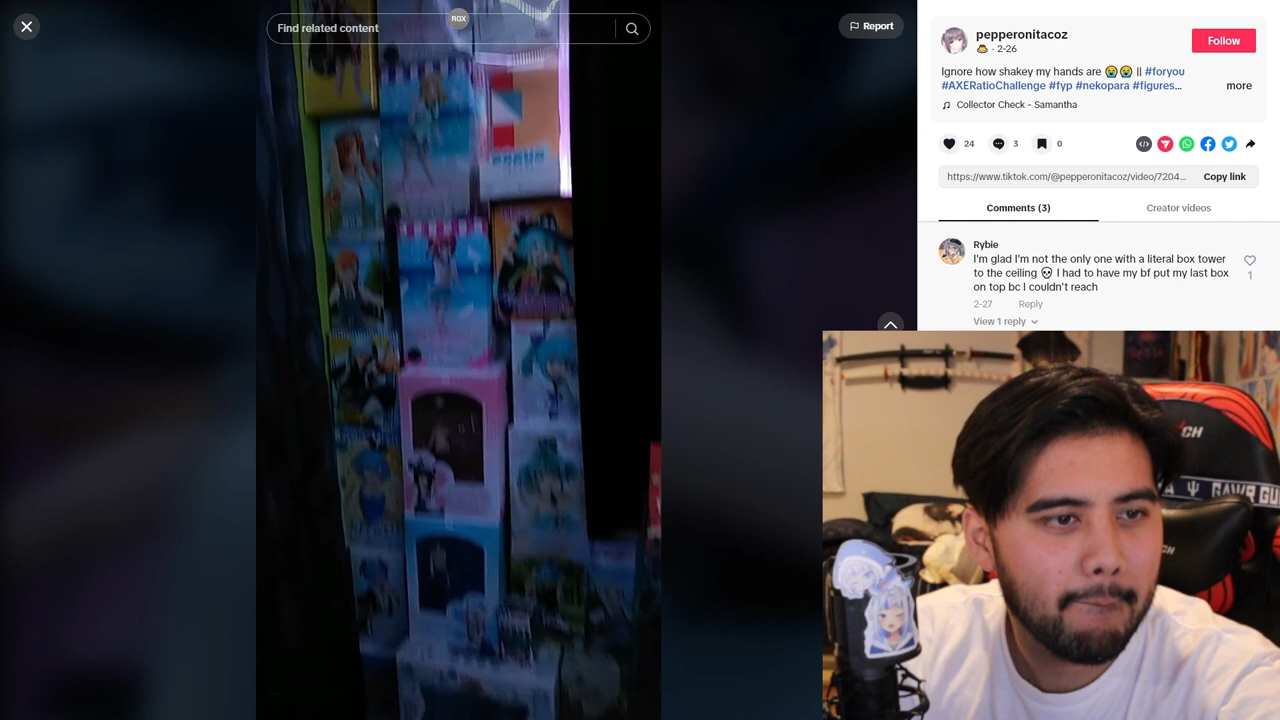 Find related content
RGX
Report
pepperonitacoz
· 2-26
Follow
Ignore how shakey my hands are 😭😭 || #foryou
#AXERatioChallenge #fyp #nekopara #figures...
more
Collector Check - Samantha
24
3
0
https://www.tiktok.com/@pepperonitacoz/video/7204...
Copy link
Comments (3)
Creator videos
Rybie
I'm glad I'm not the only one with a literal box tower
to the ceiling 💀 I had to have my bf put my last box
on top bc I couldn't reach
1
2-27
Reply
View 1 reply
GAWR GU